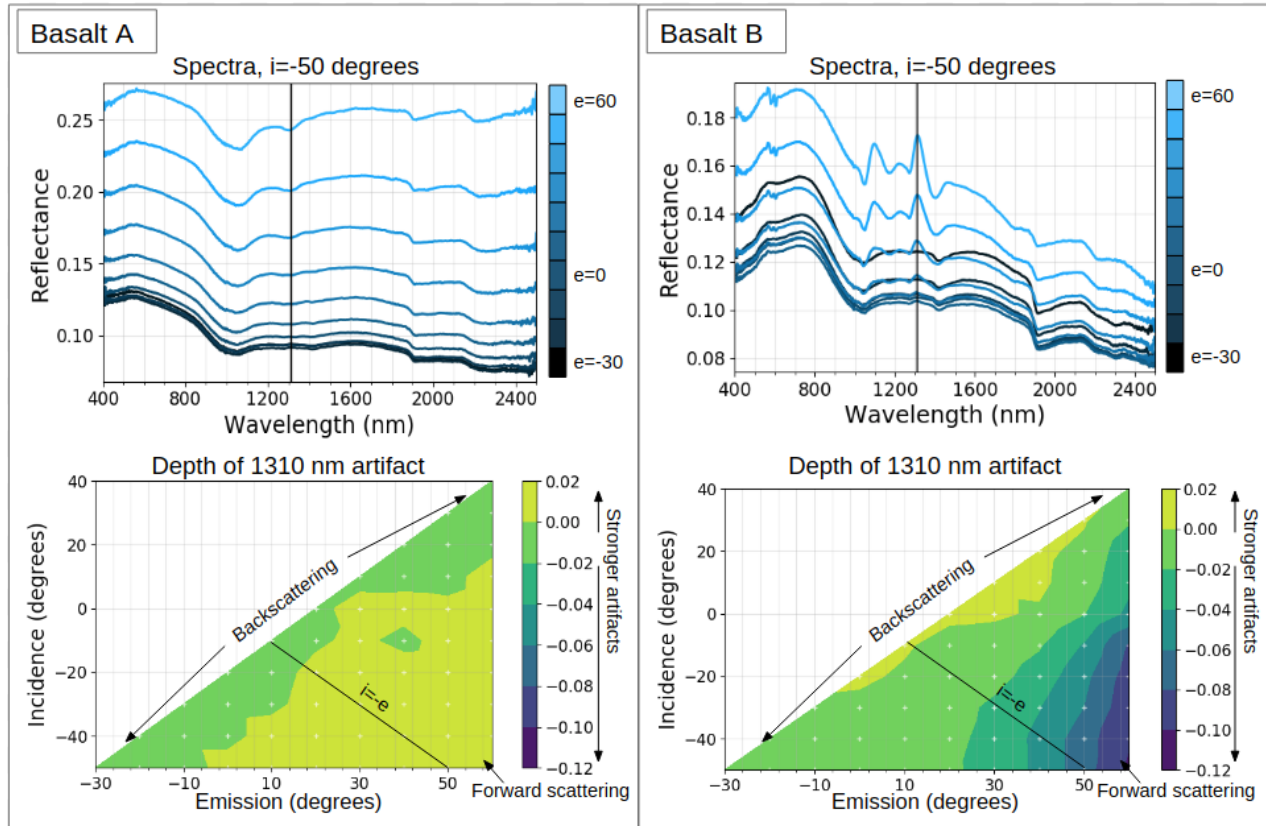 Basalt A
Spectra, i=-50 degrees
Reflectance
0.25
0.20
0.15
0.10
400 800 1200 1600 2000 2400
Wavelength (nm)
e=60
e=0
e=-30
Depth of 1310 nm artifact
Incidence (degrees)
40
20
0
−20
−40
−30 −10 10 30 50
Emission (degrees)
Backscattering
i=-e
Forward scattering
0.02
0.00
−0.02
−0.04
−0.06
−0.08
−0.10
−0.12
Stronger artifacts
Basalt B
Spectra, i=-50 degrees
Reflectance
0.18
0.16
0.14
0.12
0.10
0.08
400 800 1200 1600 2000 2400
Wavelength (nm)
e=60
e=0
e=-30
Depth of 1310 nm artifact
Incidence (degrees)
40
20
0
−20
−40
−30 −10 10 30 50
Emission (degrees)
Backscattering
i=-e
Forward scattering
0.02
0.00
−0.02
−0.04
−0.06
−0.08
−0.10
−0.12
Stronger artifacts